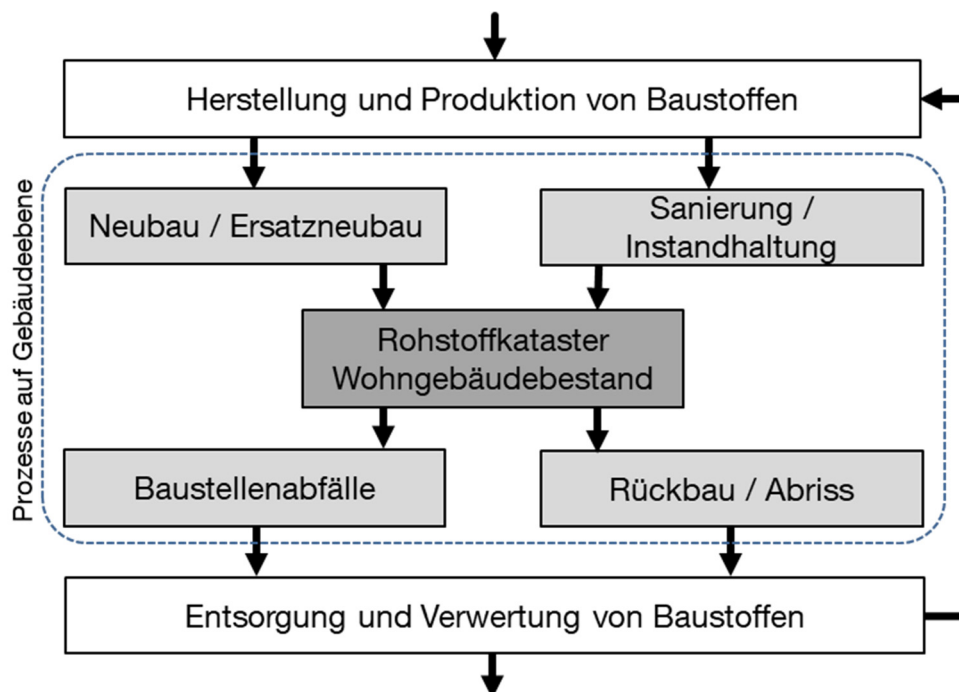 Herstellung und Produktion von Baustoffen
Prozesse auf Gebäudeebene
Neubau / Ersatzneubau
Sanierung /
Instandhaltung
Rohstoffkataster
Wohngebäudebestand
Baustellenabfälle
Rückbau / Abriss
Entsorgung und Verwertung von Baustoffen